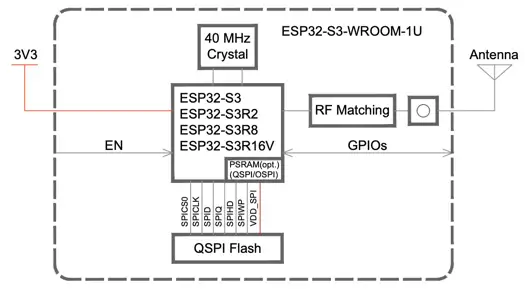 ESP32-S3-WROOM-1U
40 MHz
Crystal
3V3
Antenna
ESP32-S3
ESP32-S3R2
ESP32-S3R8
ESP32-S3R16V
RF Matching
EN
GPIOs
PSRAM(opt.)
(QSPI/OSPI)
SPICS0
SPICLK
SPID
SPIQ
SPIHD
SPIWP
VDD_SPI
QSPI Flash